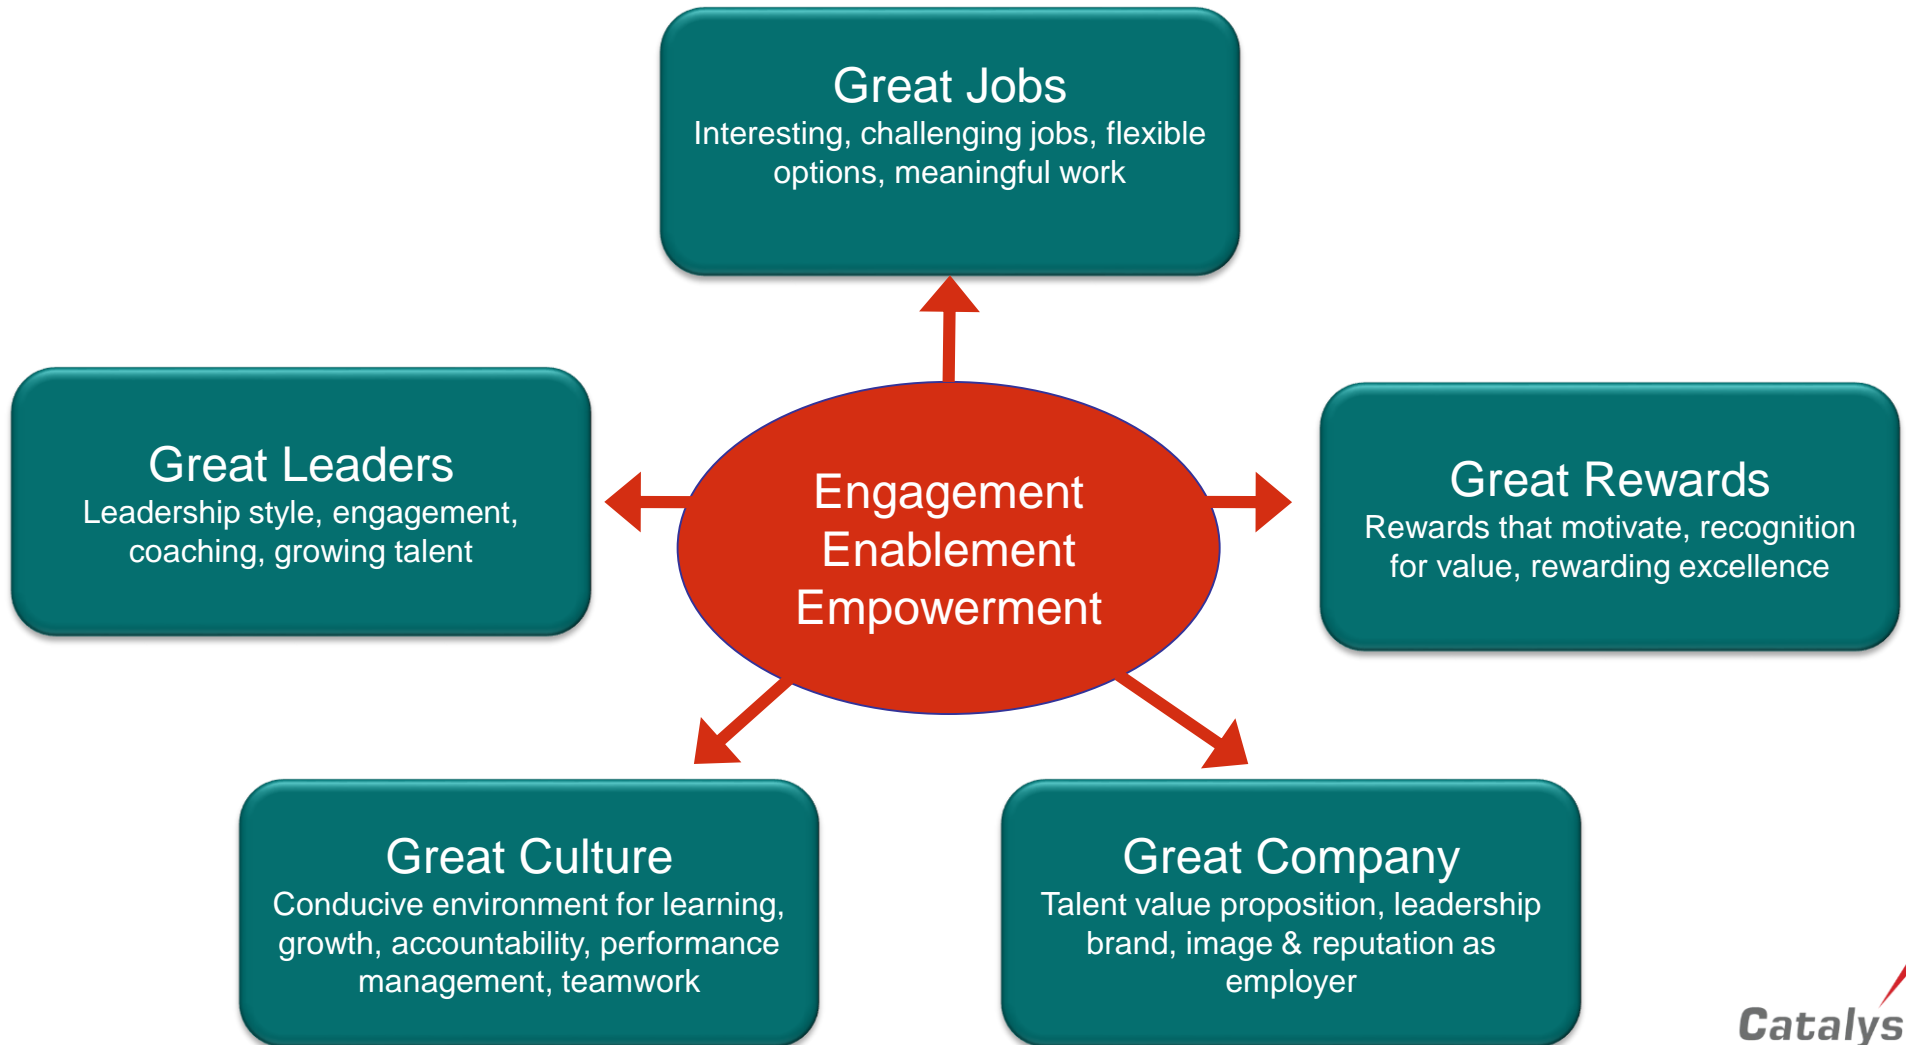 Great Jobs
Interesting, challenging jobs, flexible
options, meaningful work
Great Leaders
Leadership style, engagement,
coaching, growing talent
Engagement
Enablement
Empowerment
Great Rewards
Rewards that motivate, recognition
for value, rewarding excellence
Great Culture
Conducive environment for learning,
growth, accountability, performance
management, teamwork
Great Company
Talent value proposition, leadership
brand, image & reputation as
employer
Catalys